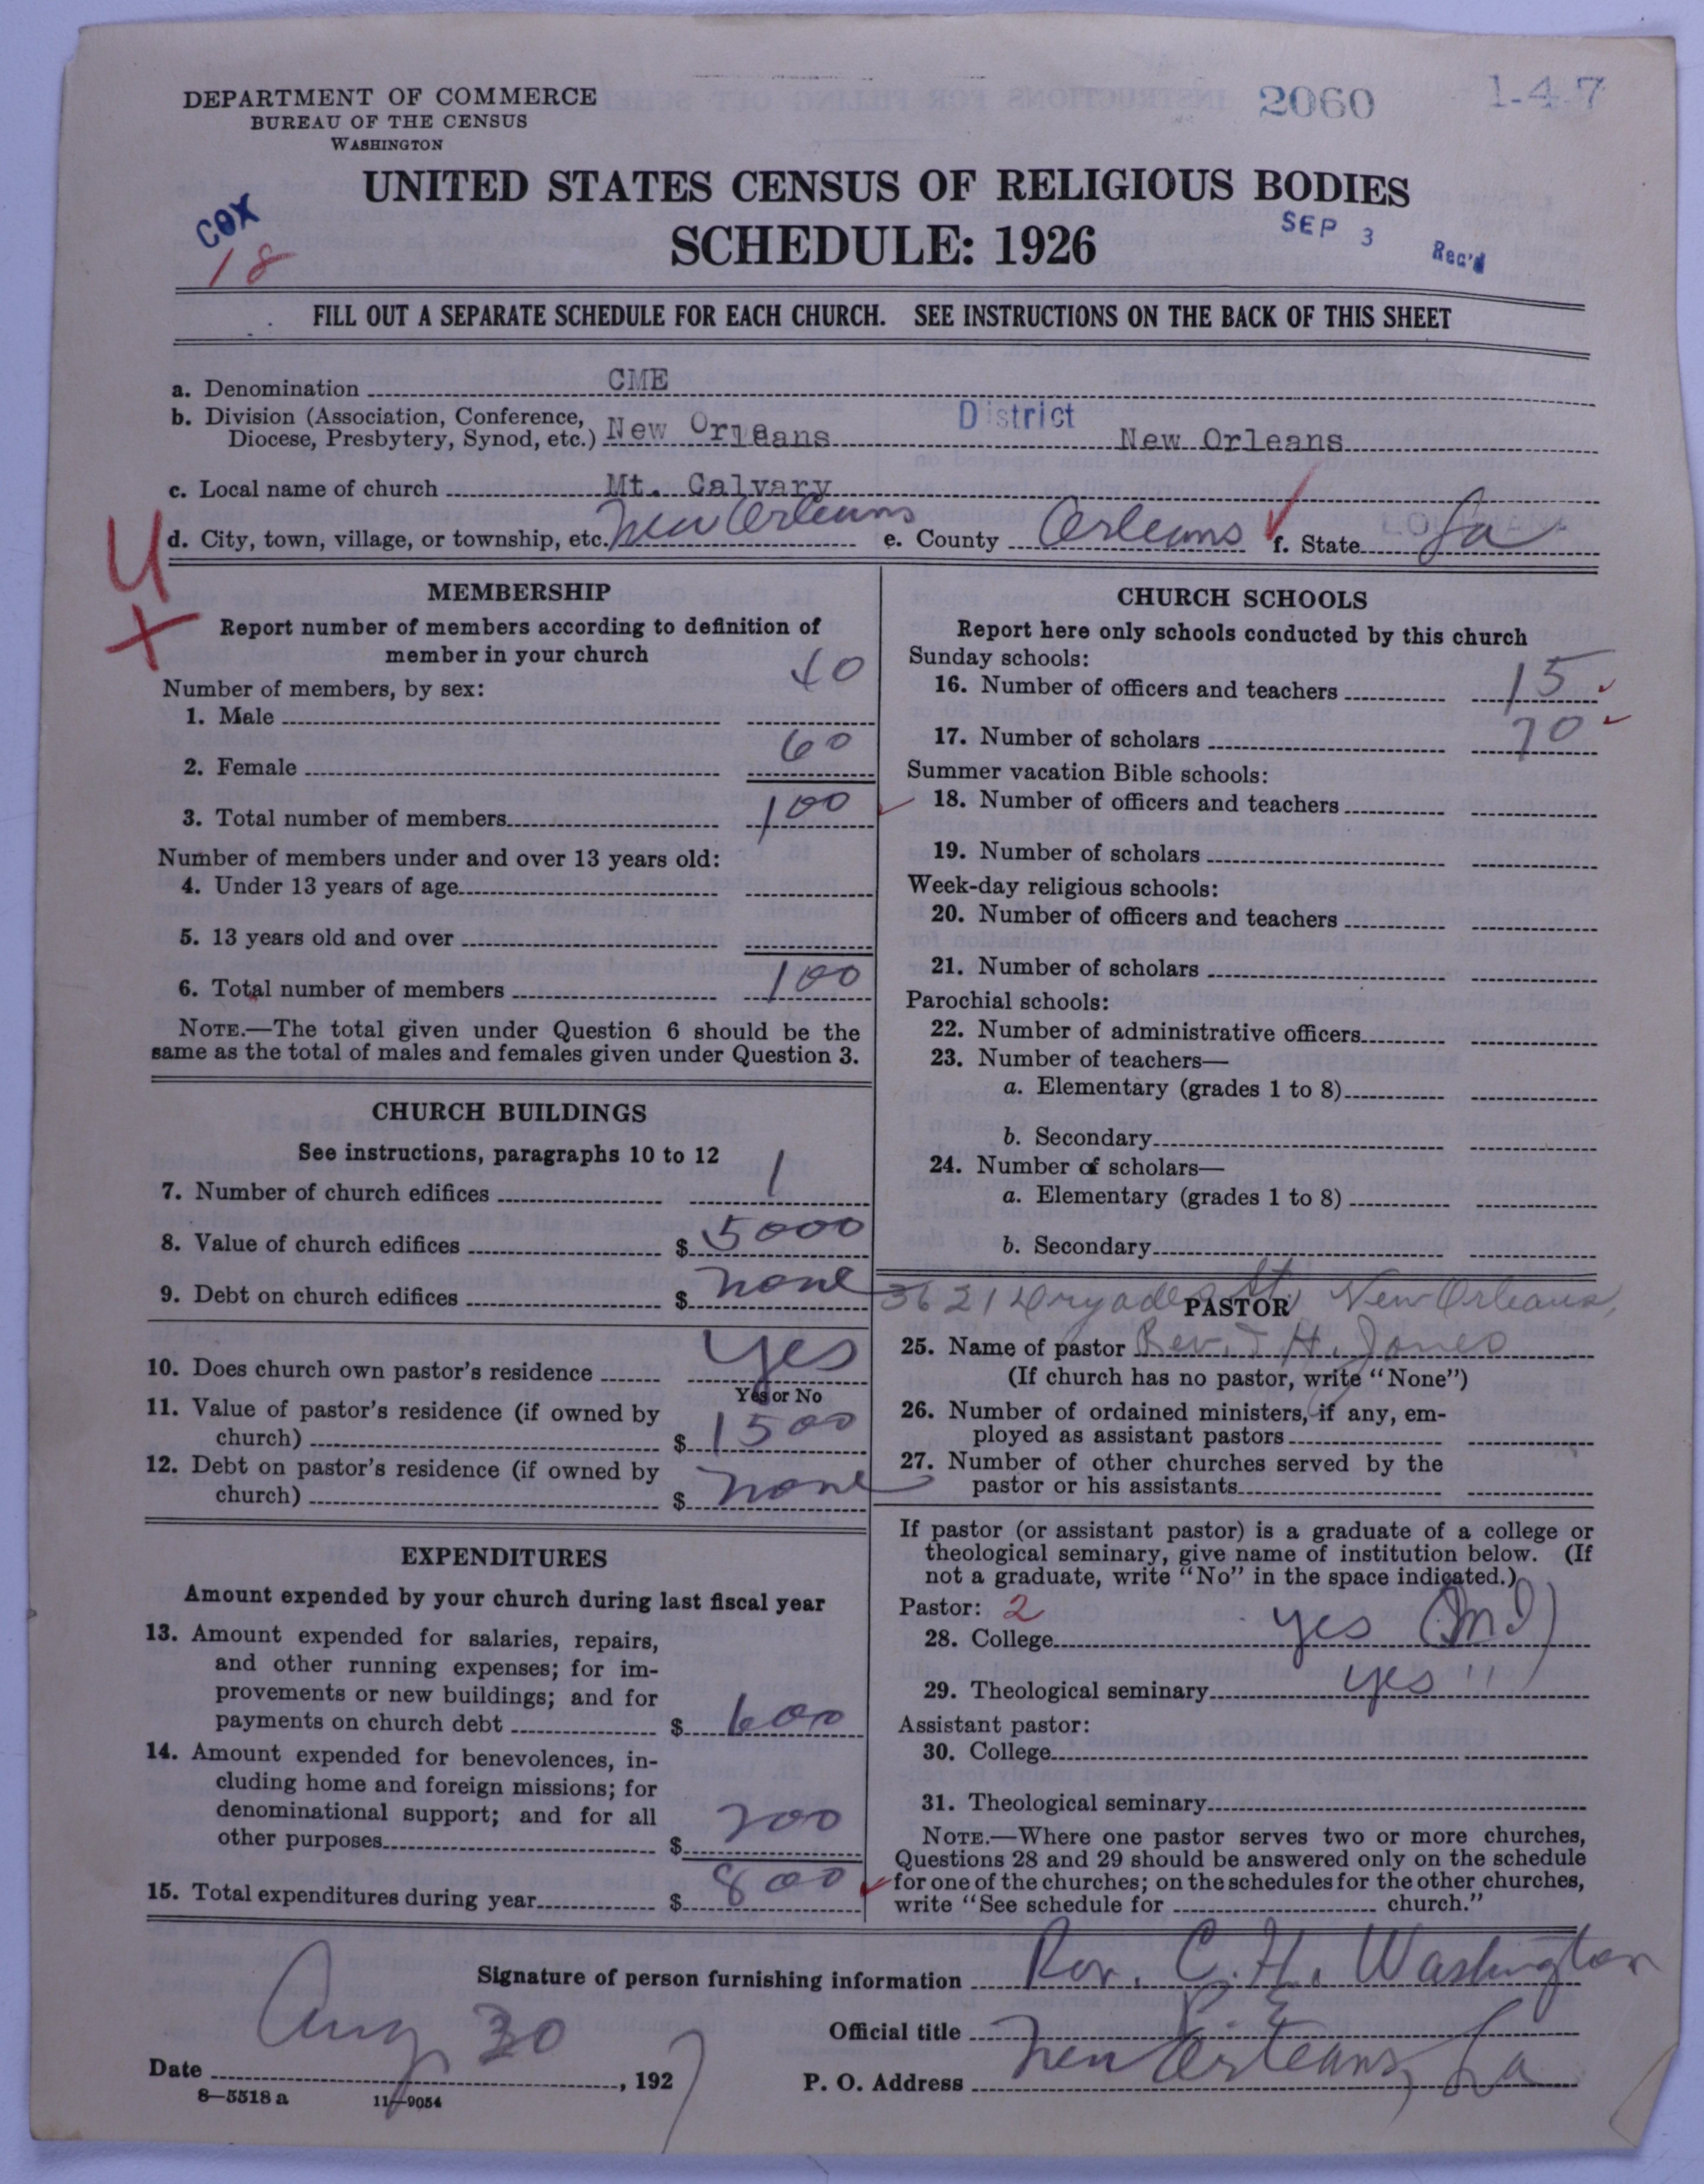 DEPARTMENT OF COMMERCE
BUREAU OF THE CENSUS
WASHINGTON
2060
1-4-7
UNITED STATES CENSUS OF RELIGIOUS BODIES
SCHEDULE: 1926
COX
18
SEP 3 Rec'd
FILL OUT A SEPARATE SCHEDULE FOR EACH CHURCH. SEE INSTRUCTIONS ON THE BACK OF THIS SHEET
a. Denomination CME
b. Division (Association, Conference, Diocese, Presbytery, Synod, etc.) New Orleans District New Orleans
c. Local name of church Mt. Calvary
d. City, town, village, or township, etc. New Orleans e. County Orleans f. State La
U
+
MEMBERSHIP
Report number of members according to definition of
member in your church
Number of members, by sex:
1. Male 40
2. Female 60
3. Total number of members 100
Number of members under and over 13 years old:
4. Under 13 years of age
5. 13 years old and over
6. Total number of members 100
NOTE.—The total given under Question 6 should be the
same as the total of males and females given under Question 3.
CHURCH BUILDINGS
See instructions, paragraphs 10 to 12
7. Number of church edifices 1
8. Value of church edifices $ 5000
9. Debt on church edifices $ none
10. Does church own pastor's residence Yes
Yes or No
11. Value of pastor's residence (if owned by
church) $ 1500
12. Debt on pastor's residence (if owned by
church) $ none
EXPENDITURES
Amount expended by your church during last fiscal year
13. Amount expended for salaries, repairs,
and other running expenses; for im-
provements or new buildings; and for
payments on church debt $ 600
14. Amount expended for benevolences, in-
cluding home and foreign missions; for
denominational support; and for all
other purposes $ 200
15. Total expenditures during year $ 800
CHURCH SCHOOLS
Report here only schools conducted by this church
Sunday schools:
16. Number of officers and teachers 15
17. Number of scholars 70
Summer vacation Bible schools:
18. Number of officers and teachers
19. Number of scholars
Week-day religious schools:
20. Number of officers and teachers
21. Number of scholars
Parochial schools:
22. Number of administrative officers
23. Number of teachers—
a. Elementary (grades 1 to 8)
b. Secondary
24. Number of scholars—
a. Elementary (grades 1 to 8)
b. Secondary
3621 Dryades St., New Orleans,
PASTOR
25. Name of pastor Rev. T. H. Jones
(If church has no pastor, write "None")
26. Number of ordained ministers, if any, em-
ployed as assistant pastors
27. Number of other churches served by the
pastor or his assistants
If pastor (or assistant pastor) is a graduate of a college or
theological seminary, give name of institution below. (If
not a graduate, write "No" in the space indicated.)
Pastor: 2
28. College yes
29. Theological seminary yes "
Assistant pastor:
30. College
31. Theological seminary
NOTE.—Where one pastor serves two or more churches,
Questions 28 and 29 should be answered only on the schedule
for one of the churches; on the schedules for the other churches,
write "See schedule for church."
Signature of person furnishing information Rev. C. H. Washington
Official title P. E.
Date Aug 30, 1927
P. O. Address New Orleans, La
8-5518 a 11-9054